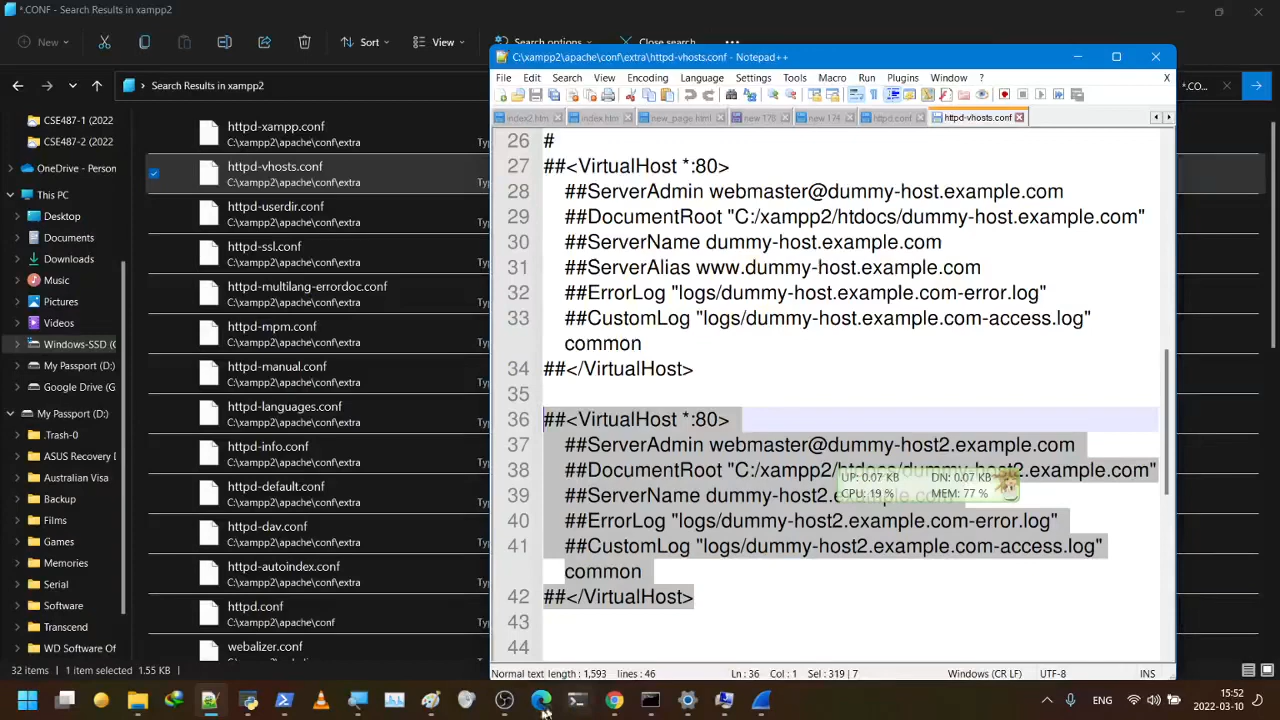 *.CONF - Search Results in xampp2
New
Sort
View
Search options
Close search
Search Results in xampp2
*.CO...
CSE487-1 (2022
CSE487-2 (2022
OneDrive - Person
This PC
Desktop
Documents
Downloads
Music
Pictures
Videos
Windows-SSD (C
My Passport (D:)
Google Drive (G
My Passport (D:)
.Trash-0
ASUS Recovery D
Australian Visa
Backup
Films
Games
Memories
Serial
Software
Transcend
WD Software Of
httpd-xampp.conf
C:\xampp2\apache\conf\extra
httpd-vhosts.conf
C:\xampp2\apache\conf\extra
httpd-userdir.conf
C:\xampp2\apache\conf\extra
httpd-ssl.conf
C:\xampp2\apache\conf\extra
httpd-multilang-errordoc.conf
C:\xampp2\apache\conf\extra
httpd-mpm.conf
C:\xampp2\apache\conf\extra
httpd-manual.conf
C:\xampp2\apache\conf\extra
httpd-languages.conf
C:\xampp2\apache\conf\extra
httpd-info.conf
C:\xampp2\apache\conf\extra
httpd-default.conf
C:\xampp2\apache\conf\extra
httpd-dav.conf
C:\xampp2\apache\conf\extra
httpd-autoindex.conf
C:\xampp2\apache\conf\extra
httpd.conf
C:\xampp2\apache\conf
webalizer.conf
32 items 1 item selected 1.55 KB
C:\xampp2\apache\conf\extra\httpd-vhosts.conf - Notepad++
File Edit Search View Encoding Language Settings Tools Macro Run Plugins Window ? X
index2.htm index.htm new_page.html new 178 new 174 httpd.conf httpd-vhosts.conf
26 #
27 ##<VirtualHost *:80>
28 ##ServerAdmin webmaster@dummy-host.example.com
29 ##DocumentRoot "C:/xampp2/htdocs/dummy-host.example.com"
30 ##ServerName dummy-host.example.com
31 ##ServerAlias www.dummy-host.example.com
32 ##ErrorLog "logs/dummy-host.example.com-error.log"
33 ##CustomLog "logs/dummy-host.example.com-access.log"
common
34 ##</VirtualHost>
35
36 ##<VirtualHost *:80>
37 ##ServerAdmin webmaster@dummy-host2.example.com
38 ##DocumentRoot "C:/xampp2/htdocs/dummy-host2.example.com"
39 ##ServerName dummy-host2.example.com
40 ##ErrorLog "logs/dummy-host2.example.com-error.log"
41 ##CustomLog "logs/dummy-host2.example.com-access.log"
common
42 ##</VirtualHost>
43
44
UP: 0.07 KB DN: 0.07 KB
CPU: 19 % MEM: 77 %
Normal text length : 1,593 lines : 46 Ln : 36 Col : 1 Sel : 319 | 7 Windows (CR LF) UTF-8 INS
ENG
15:52
2022-03-10